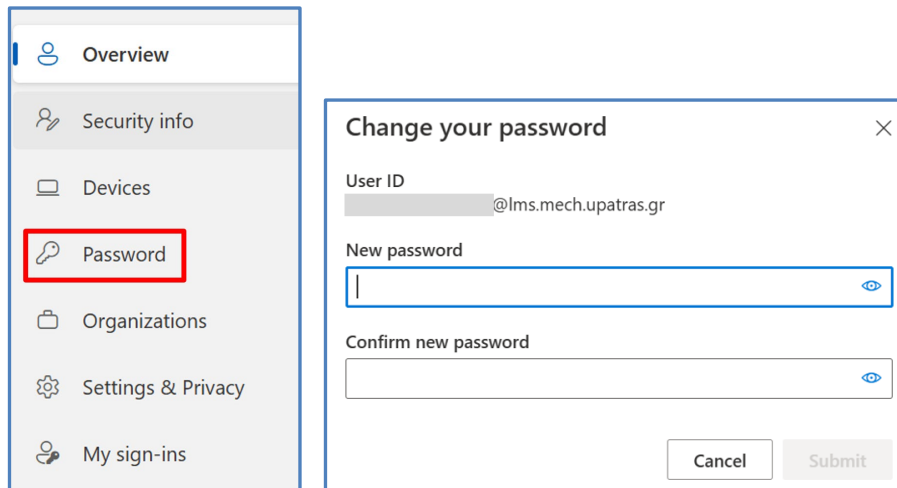 Overview
Security info
Devices
Password
Organizations
Settings & Privacy
My sign-ins
Change your password
User ID
@lms.mech.upatras.gr
New password
Confirm new password
Cancel
Submit